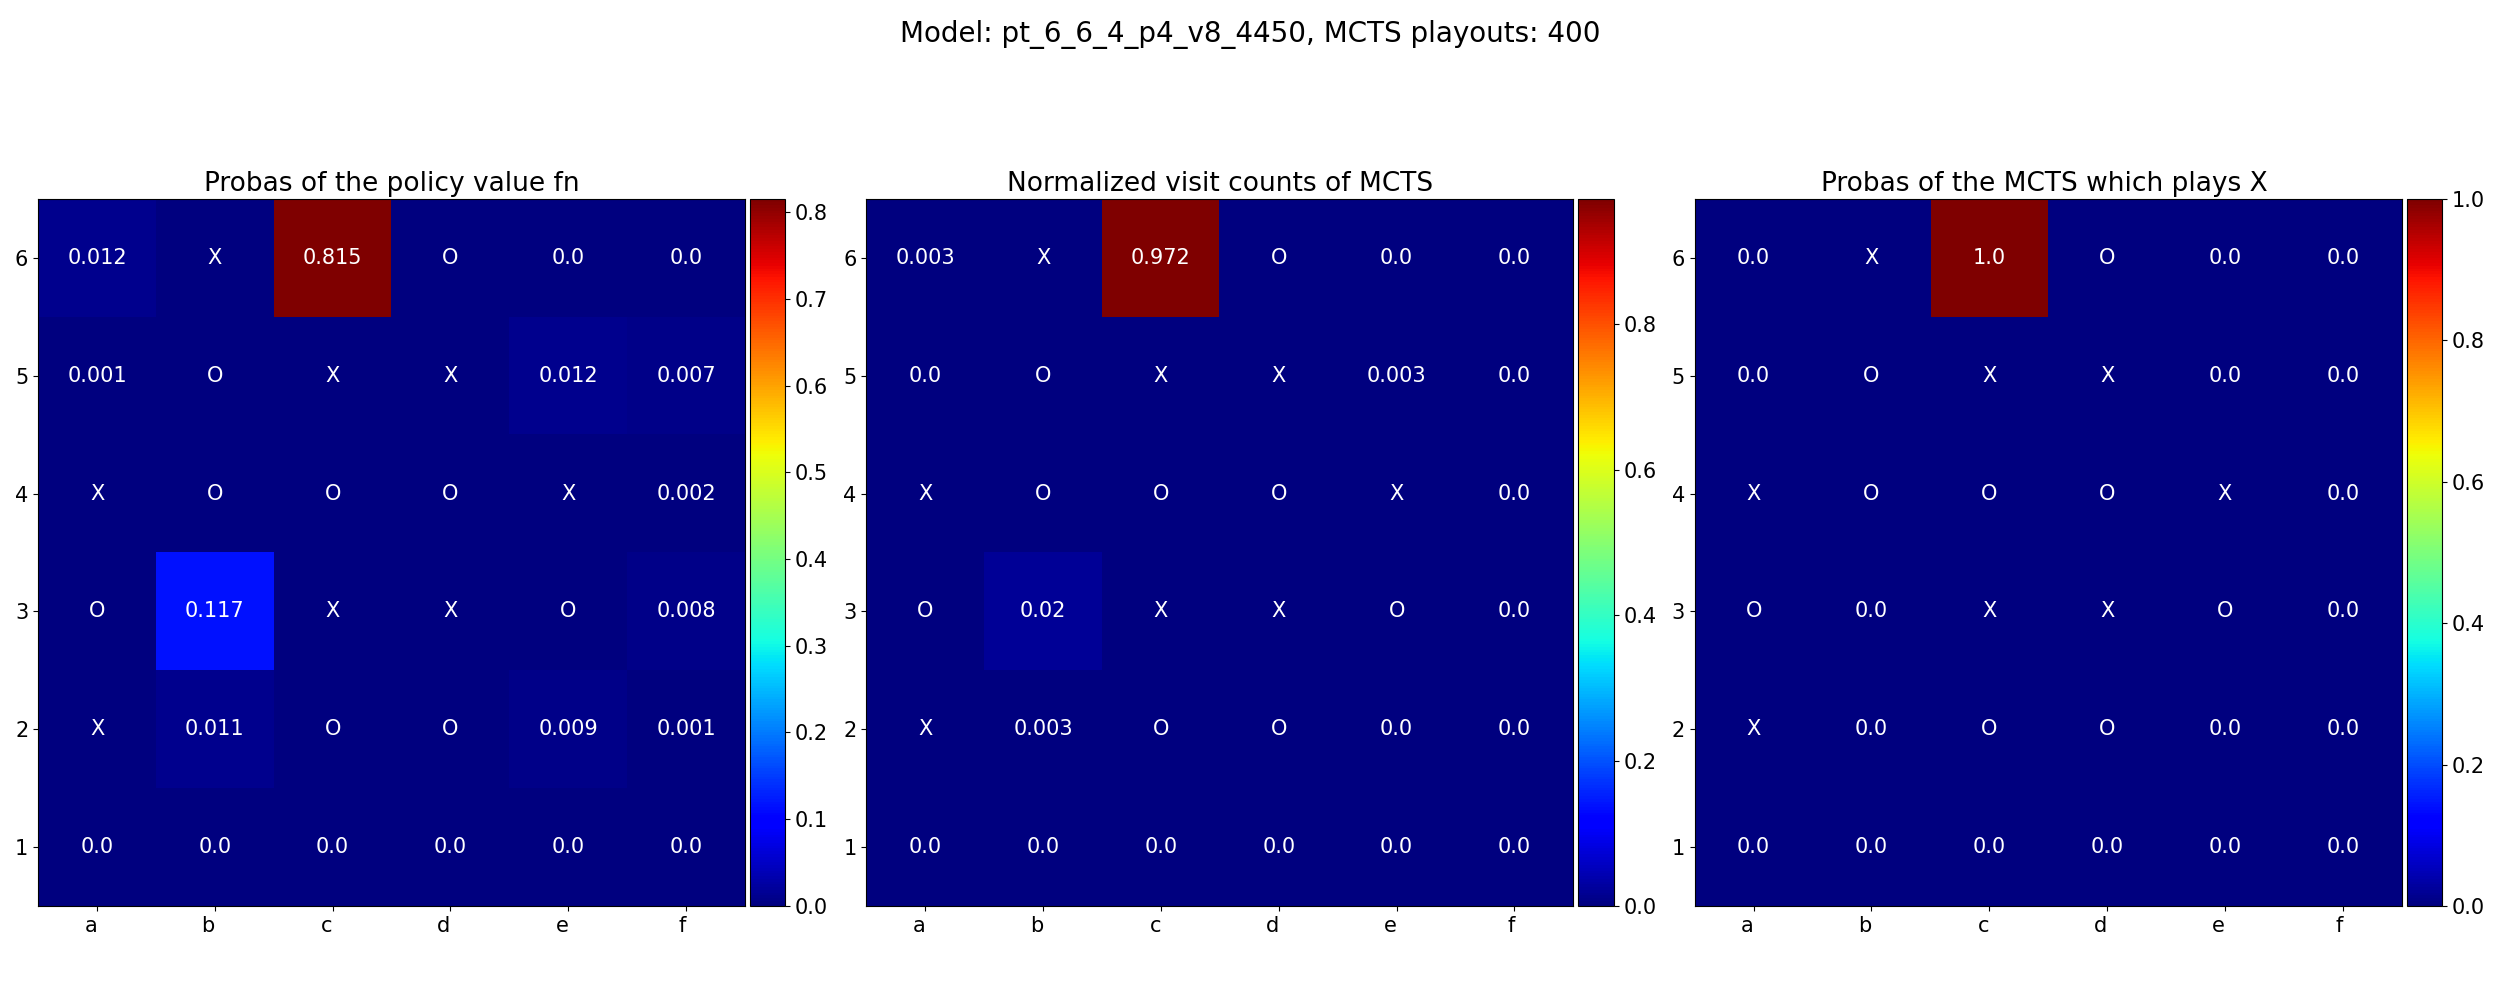 Model: pt_6_6_4_p4_v8_4450, MCTS playouts: 400
Probas of the policy value fn
6 0.012 X 0.815 O 0.0 0.0
5 0.001 O X X 0.012 0.007
4 X O O O X 0.002
3 O 0.117 X X O 0.008
2 X 0.011 O O 0.009 0.001
1 0.0 0.0 0.0 0.0 0.0 0.0
a b c d e f
0.8
0.7
0.6
0.5
0.4
0.3
0.2
0.1
0.0
Normalized visit counts of MCTS
6 0.003 X 0.972 O 0.0 0.0
5 0.0 O X X 0.003 0.0
4 X O O O X 0.0
3 O 0.02 X X O 0.0
2 X 0.003 O O 0.0 0.0
1 0.0 0.0 0.0 0.0 0.0 0.0
a b c d e f
0.8
0.6
0.4
0.2
0.0
Probas of the MCTS which plays X
6 0.0 X 1.0 O 0.0 0.0
5 0.0 O X X 0.0 0.0
4 X O O O X 0.0
3 O 0.0 X X O 0.0
2 X 0.0 O O 0.0 0.0
1 0.0 0.0 0.0 0.0 0.0 0.0
a b c d e f
1.0
0.8
0.6
0.4
0.2
0.0